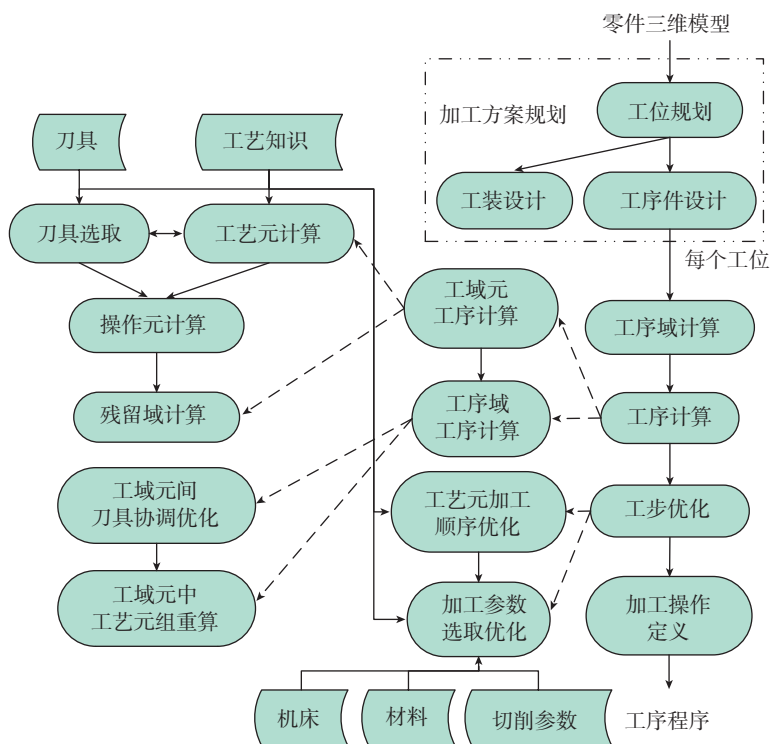 零件三维模型
加工方案规划
工位规划
刀具
工艺知识
工装设计
工序件设计
刀具选取
工艺元计算
每个工位
工域元
工序计算
操作元计算
工序域计算
残留域计算
工序域
工序计算
工序计算
工域元间
刀具协调优化
工艺元加工
顺序优化
工步优化
工域元中
工艺元组重算
加工参数
选取优化
加工操作
定义
机床
材料
切削参数
工序程序